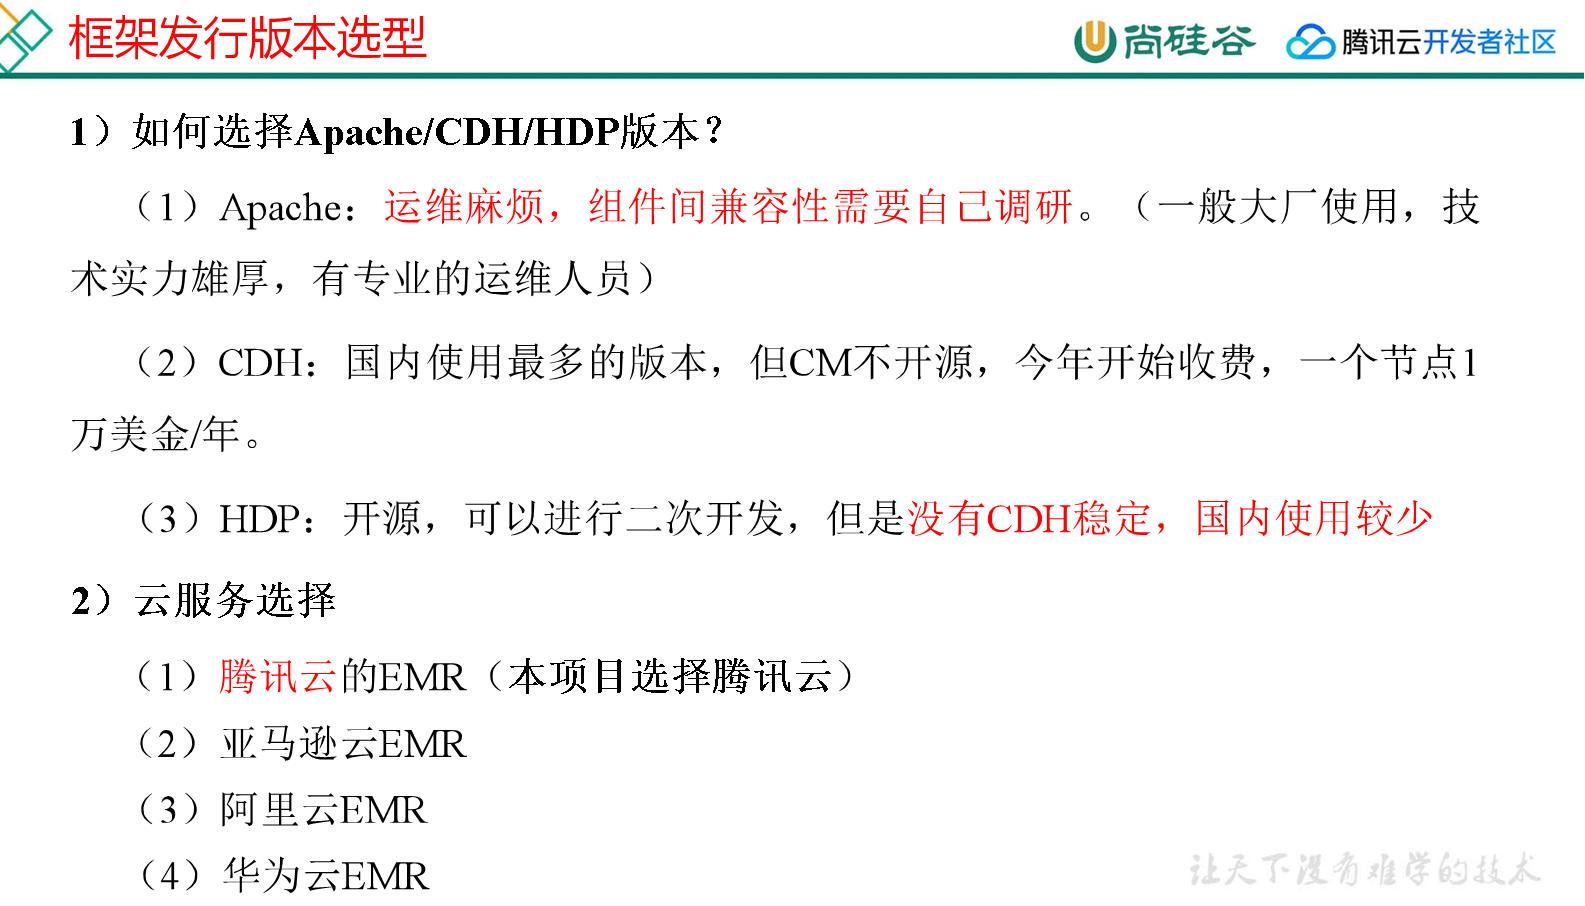 框架发行版本选型
尚硅谷
腾讯云开发者社区
1）如何选择Apache/CDH/HDP版本？
（1）Apache：运维麻烦，组件间兼容性需要自己调研。（一般大厂使用，技
术实力雄厚，有专业的运维人员）
（2）CDH：国内使用最多的版本，但CM不开源，今年开始收费，一个节点1
万美金/年。
（3）HDP：开源，可以进行二次开发，但是没有CDH稳定，国内使用较少
2）云服务选择
（1）腾讯云的EMR（本项目选择腾讯云）
（2）亚马逊云EMR
（3）阿里云EMR
（4）华为云EMR
让天下没有难学的技术